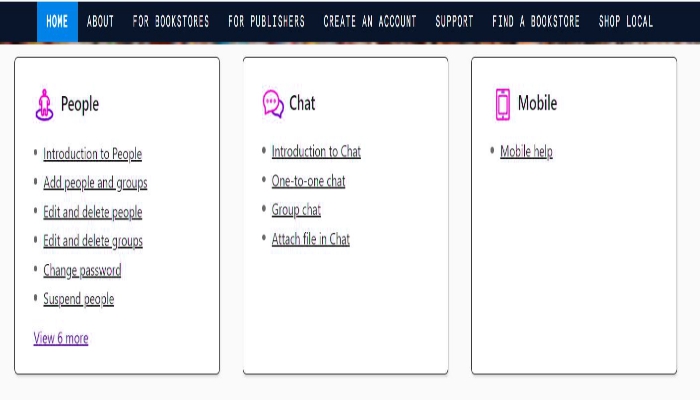 HOME ABOUT FOR BOOKSTORES FOR PUBLISHERS CREATE AN ACCOUNT SUPPORT FIND A BOOKSTORE SHOP LOCAL
People
Introduction to People
Add people and groups
Edit and delete people
Edit and delete groups
Change password
Suspend people
View 6 more
Chat
Introduction to Chat
One-to-one chat
Group chat
Attach file in Chat
Mobile
Mobile help